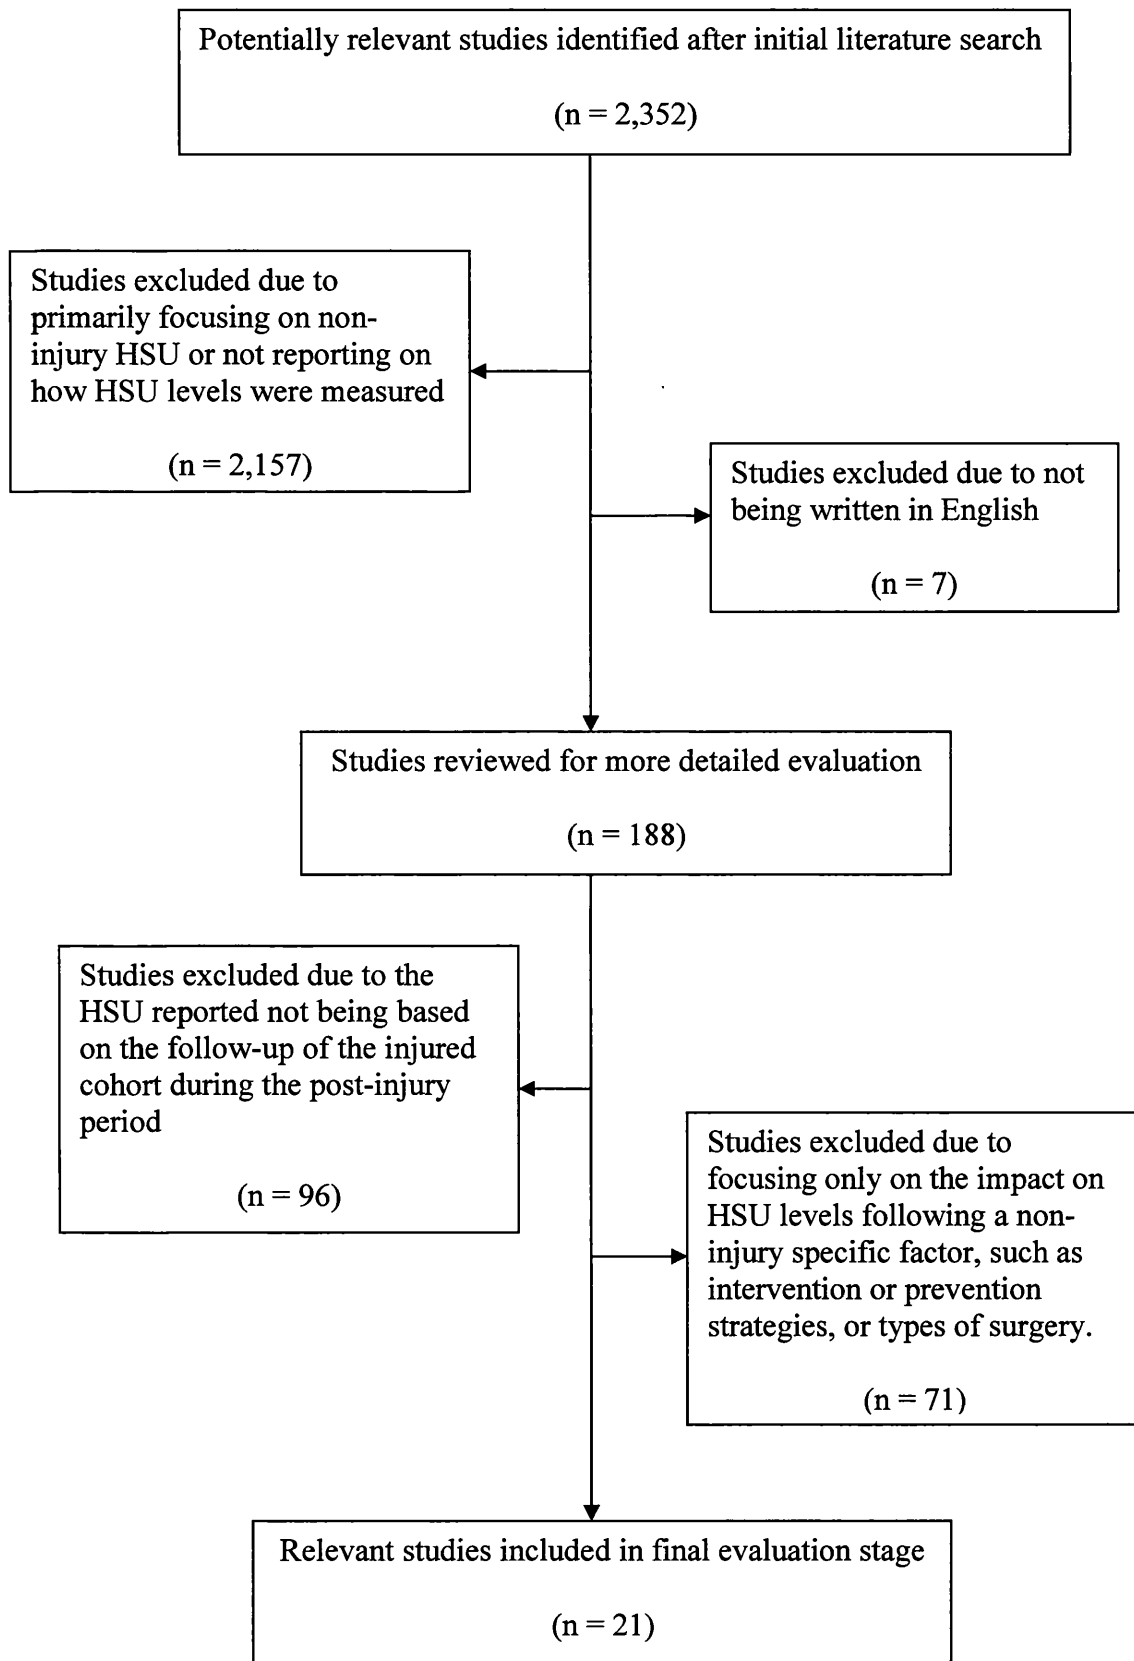 Potentially relevant studies identified after initial literature search
(n = 2,352)
Studies excluded due to
primarily focusing on non-
injury HSU or not reporting on
how HSU levels were measured
(n = 2,157)
Studies excluded due to not
being written in English
(n = 7)
Studies reviewed for more detailed evaluation
(n = 188)
Studies excluded due to the
HSU reported not being based
on the follow-up of the injured
cohort during the post-injury
period
(n = 96)
Studies excluded due to
focusing only on the impact on
HSU levels following a non-
injury specific factor, such as
intervention or prevention
strategies, or types of surgery.
(n = 71)
Relevant studies included in final evaluation stage
(n = 21)